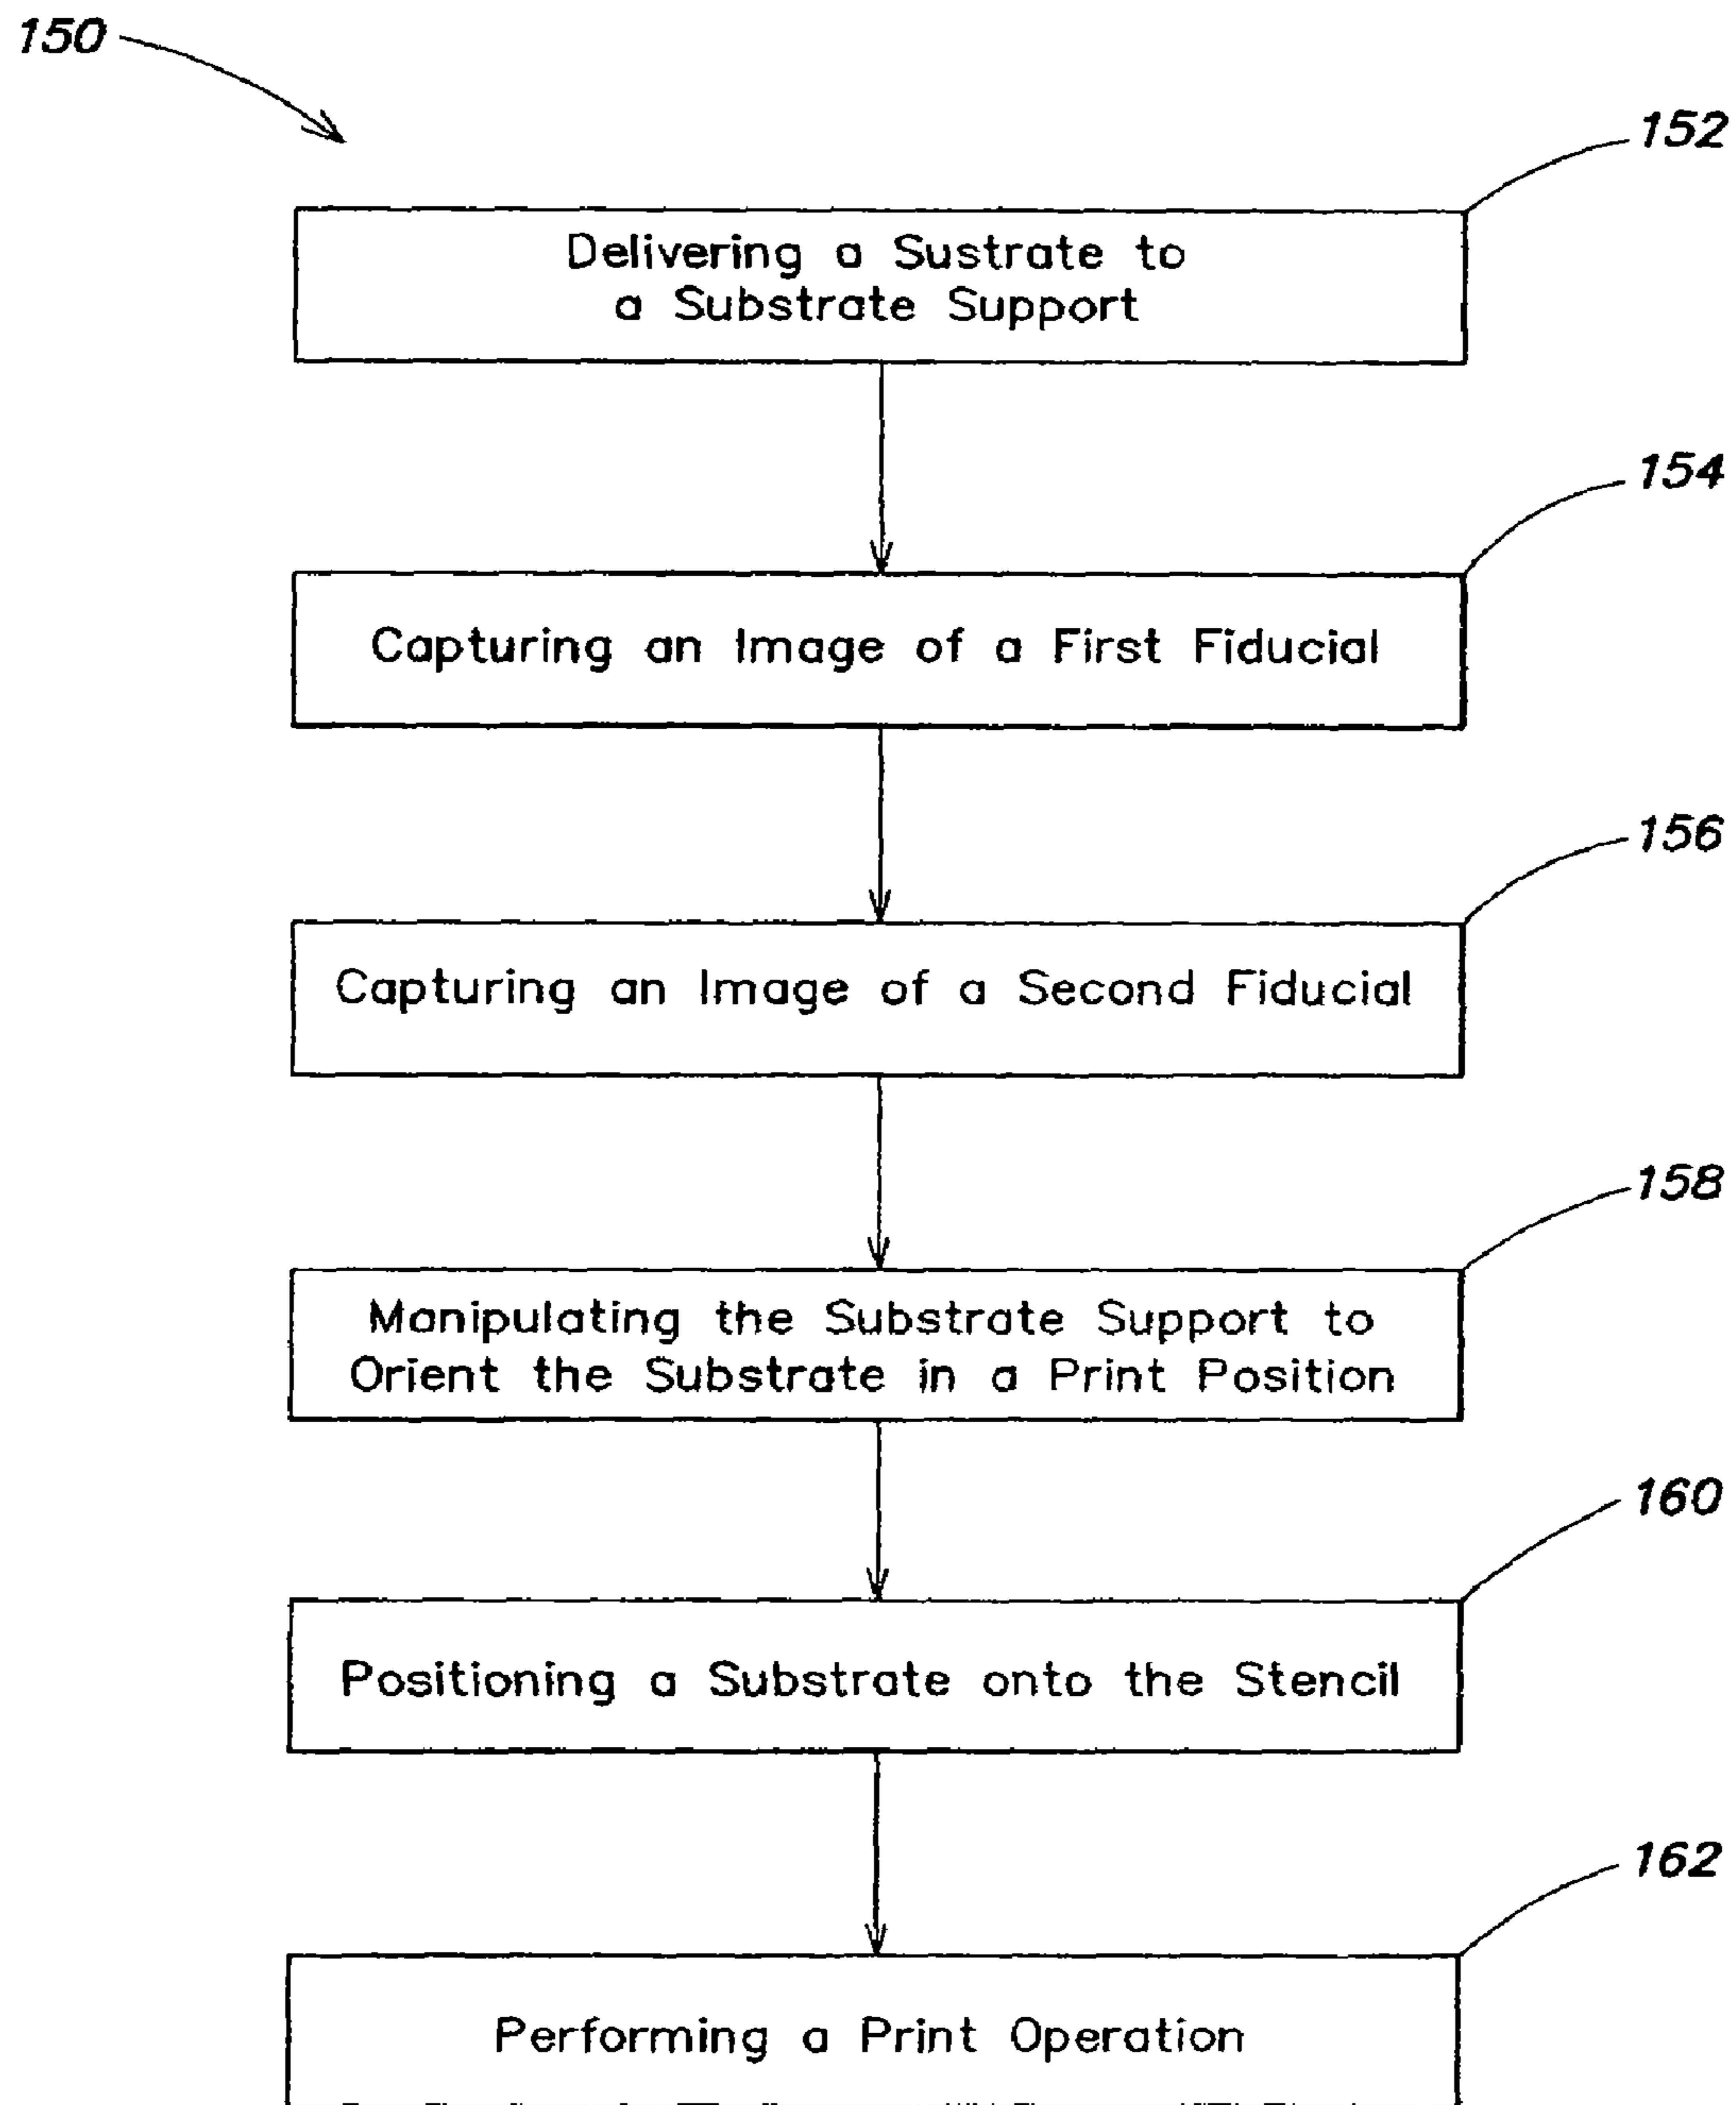 150
152
Delivering a Sustrate to
a Substrate Support
154
Capturing an Image of a First Fiducial
156
Capturing an Image of a Second Fiducial
158
Manipulating the Substrate Support to
Orient the Substrate in a Print Position
160
Positioning a Substrate onto the Stencil
162
Performing a Print Operation